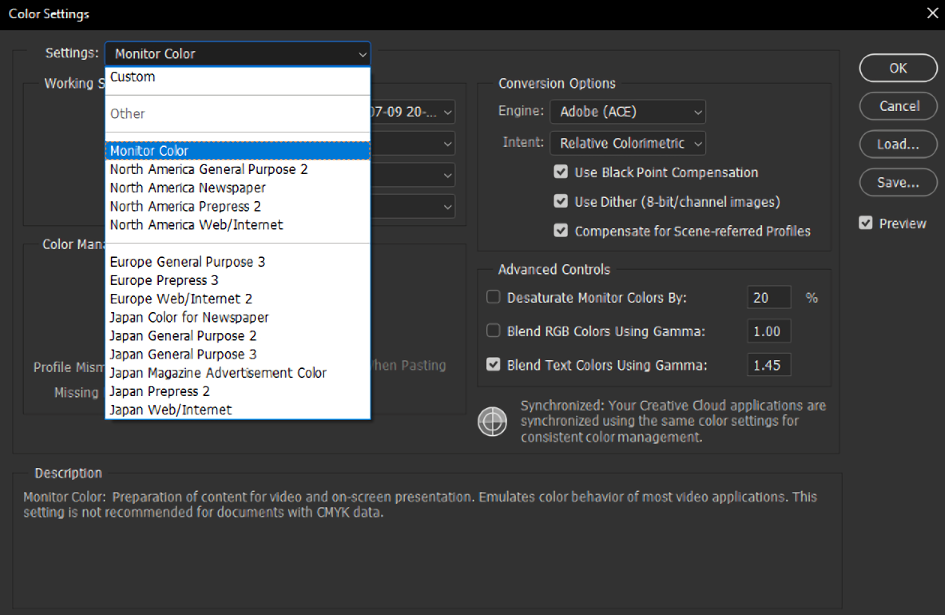 Color Settings
Settings:
Monitor Color
Custom
Other
Monitor Color
North America General Purpose 2
North America Newspaper
North America Prepress 2
North America Web/Internet
Europe General Purpose 3
Europe Prepress 3
Europe Web/Internet 2
Japan Color for Newspaper
Japan General Purpose 2
Japan General Purpose 3
Japan Magazine Advertisement Color
Japan Prepress 2
Japan Web/Internet
Working S
07-09 20-...
Color Mana
Profile Mism
When Pasting
Missing
Conversion Options
Engine: Adobe (ACE)
Intent: Relative Colorimetric
Use Black Point Compensation
Use Dither (8-bit/channel images)
Compensate for Scene-referred Profiles
Advanced Controls
Desaturate Monitor Colors By: 20 %
Blend RGB Colors Using Gamma: 1.00
Blend Text Colors Using Gamma: 1.45
Synchronized: Your Creative Cloud applications are
synchronized using the same color settings for
consistent color management.
OK
Cancel
Load...
Save...
Preview
Description
Monitor Color: Preparation of content for video and on-screen presentation. Emulates color behavior of most video applications. This
setting is not recommended for documents with CMYK data.